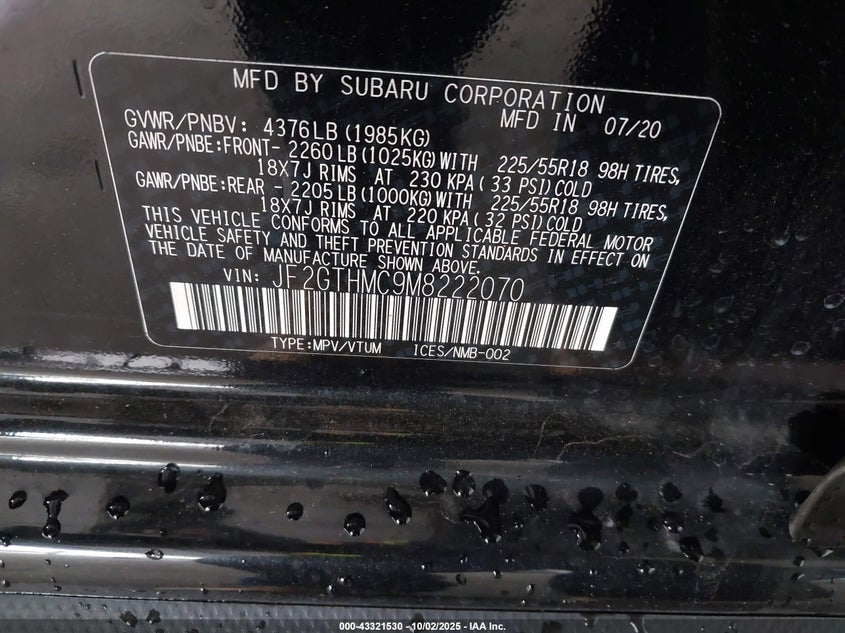 MFD BY SUBARU CORPORATION
GVWR/PNBV: 4376LB(1985KG) MFD IN 07/20
GAWR/PNBE:FRONT- 2260LB(1025KG)WITH 225/55R18 98H TIRES,
18X7J RIMS AT 230 KPA( 33 PSI)COLD
GAWR/PNBE:REAR - 2205LB(1000KG)WITH 225/55R18 98H TIRES,
18X7J RIMS AT 220 KPA( 32 PSI)COLD
THIS VEHICLE CONFORMS TO ALL APPLICABLE FEDERAL MOTOR
VEHICLE SAFETY AND THEFT PREVENTION STANDARDS IN EFFECT ON
THE DATE OF MANUFACTURE SHOWN ABOVE.
VIN: JF2GTHMC9M8222070
TYPE:MPV/VTUM ICES/NMB-002
000-43321530 - 10/02/2025 - IAA Inc.